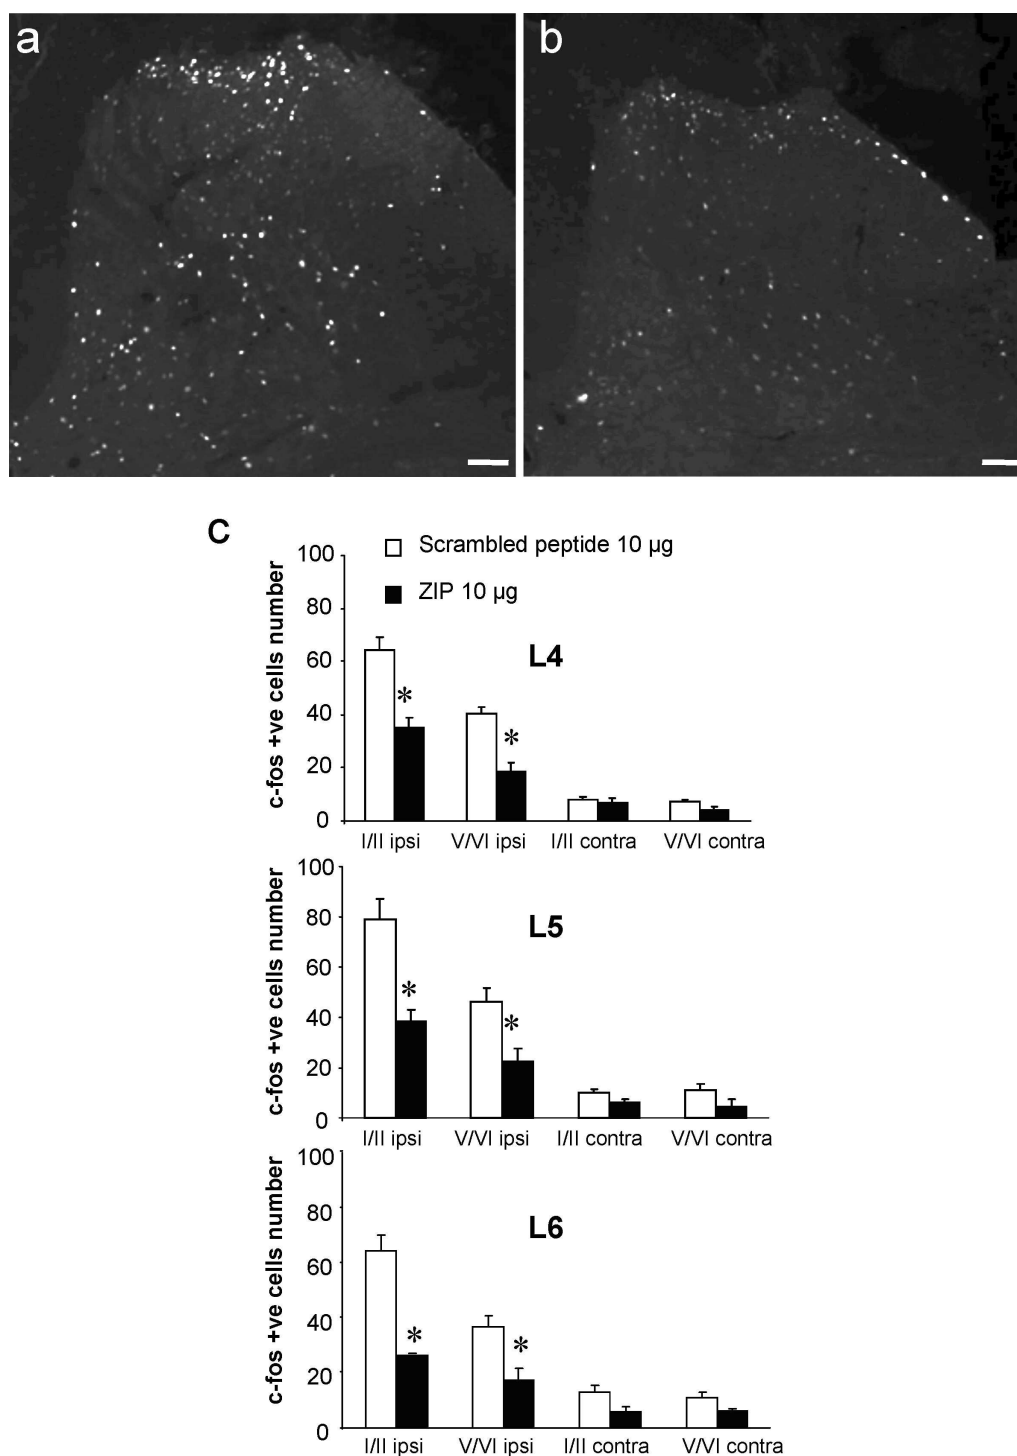 a
b
c
Scrambled peptide 10 µg
ZIP 10 µg
c-fos +ve cells number
100
80
60
40
20
0
L4
*
*
I/II ipsi
V/VI ipsi
I/II contra
V/VI contra
c-fos +ve cells number
100
80
60
40
20
0
L5
*
*
I/II ipsi
V/VI ipsi
I/II contra
V/VI contra
c-fos +ve cells number
100
80
60
40
20
0
L6
*
*
I/II ipsi
V/VI ipsi
I/II contra
V/VI contra